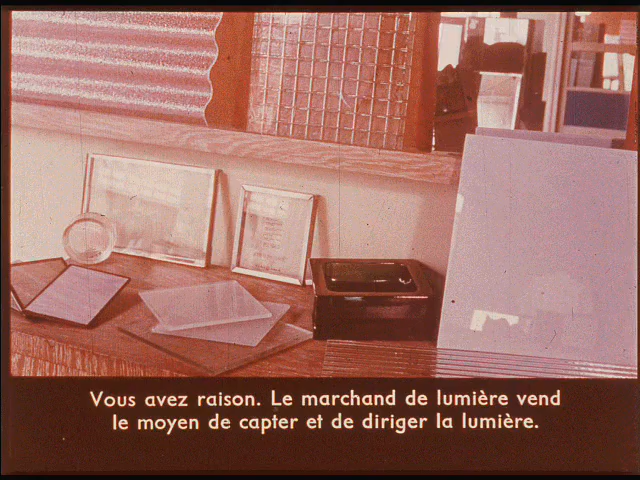 Vous avez raison. Le marchand de lumière vend
le moyen de capter et de diriger la lumière.